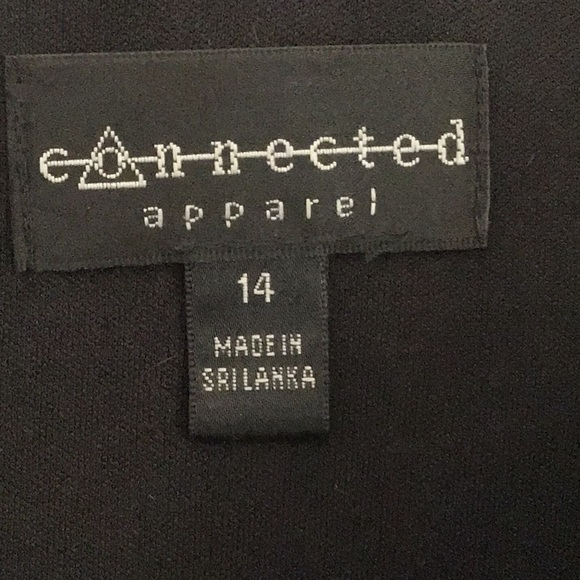 connected
apparel
14
MADE IN
SRI LANKA